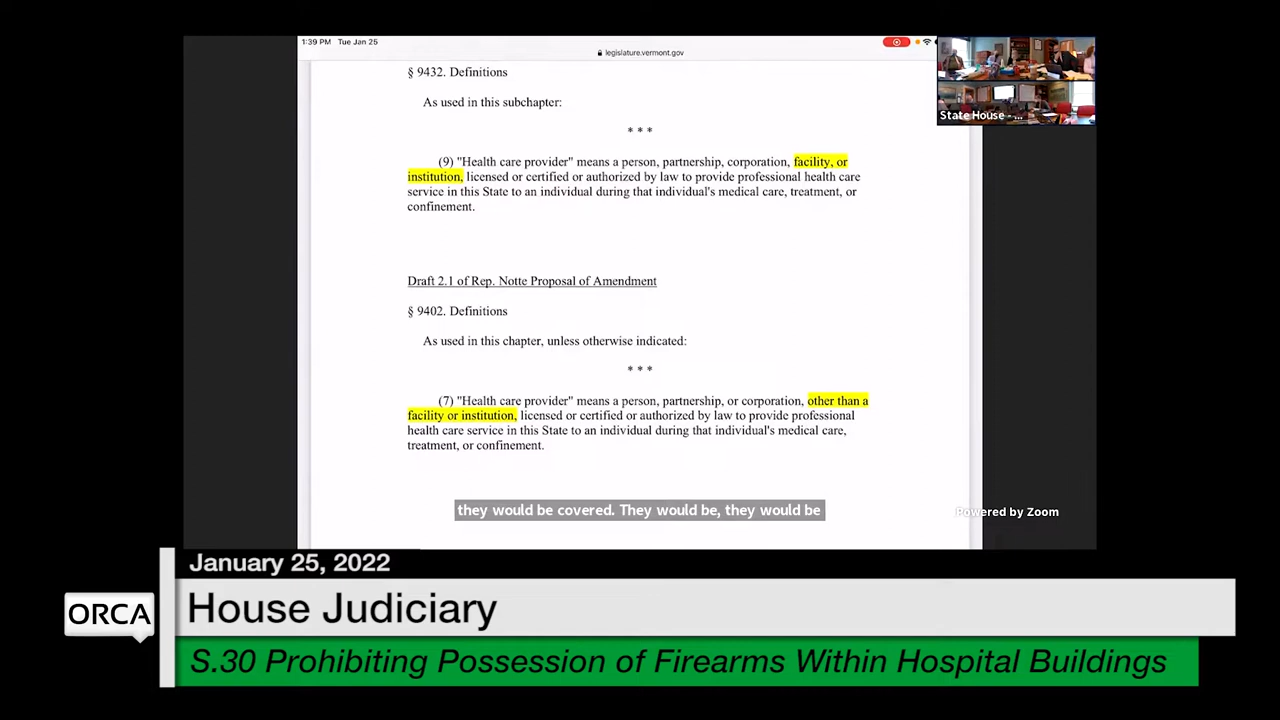 1:39 PM Tue Jan 25
legislature.vermont.gov
§ 9432. Definitions
As used in this subchapter:
* * *
(9) "Health care provider" means a person, partnership, corporation, facility, or
institution, licensed or certified or authorized by law to provide professional health care
service in this State to an individual during that individual's medical care, treatment, or
confinement.
State House - ...
Draft 2.1 of Rep. Notte Proposal of Amendment
§ 9402. Definitions
As used in this chapter, unless otherwise indicated:
* * *
(7) "Health care provider" means a person, partnership, or corporation, other than a
facility or institution, licensed or certified or authorized by law to provide professional
health care service in this State to an individual during that individual's medical care,
treatment, or confinement.
they would be covered. They would be, they would be
Powered by Zoom
January 25, 2022
ORCA
House Judiciary
S.30 Prohibiting Possession of Firearms Within Hospital Buildings